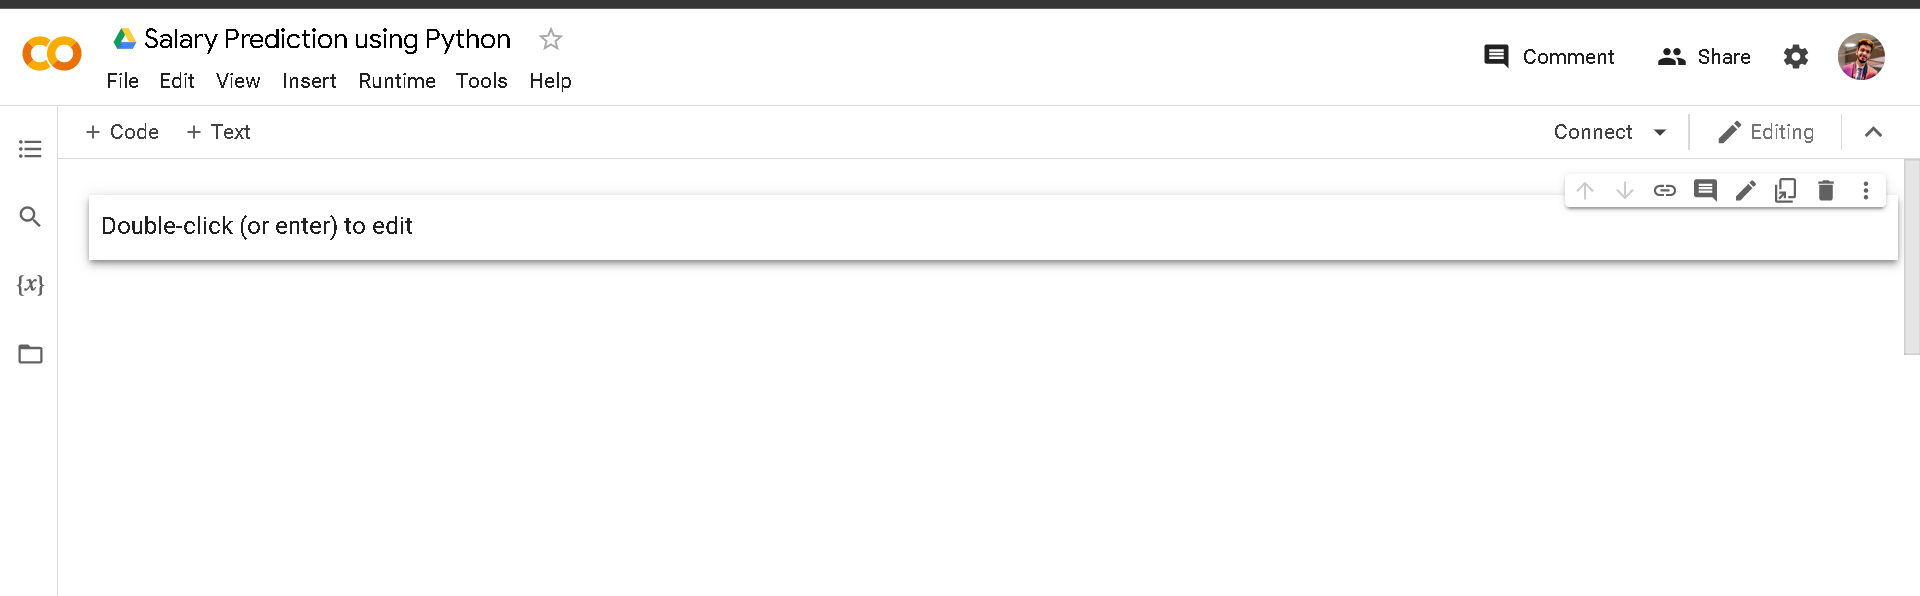 Salary Prediction using Python
File Edit View Insert Runtime Tools Help
Comment Share
+ Code + Text
Connect Editing
Double-click (or enter) to edit
{x}